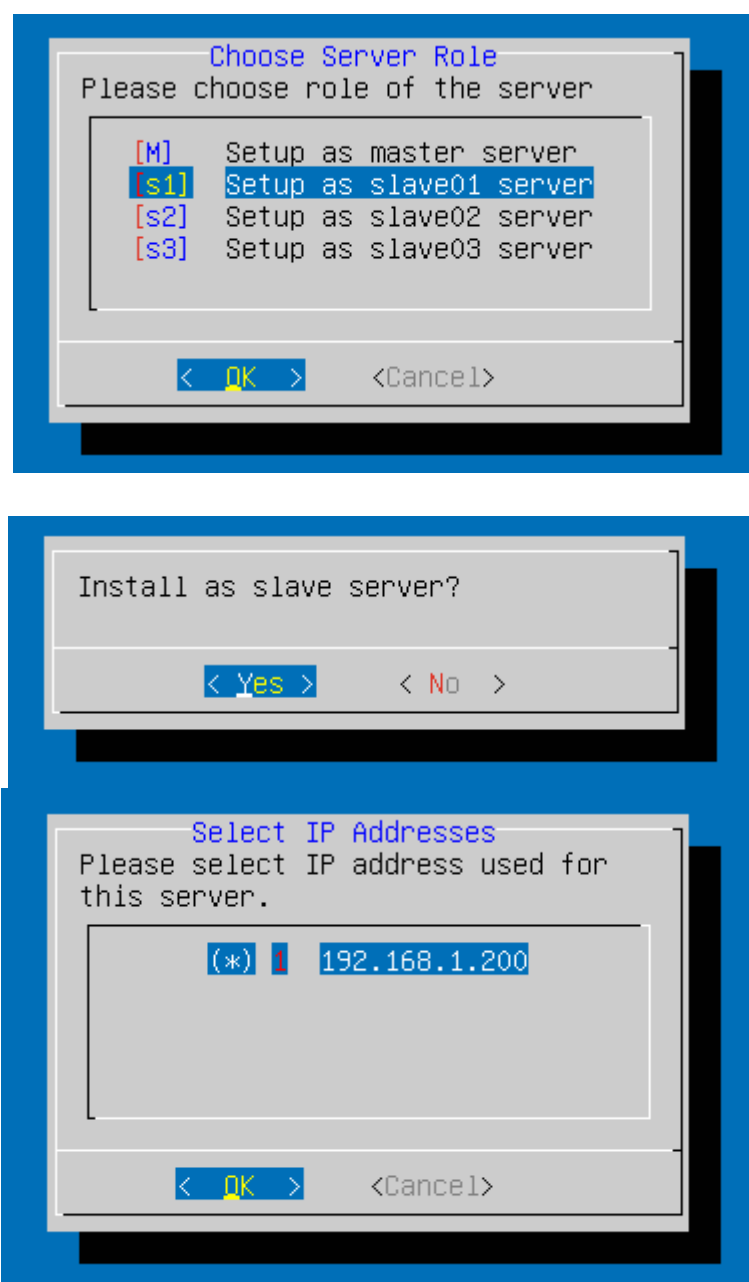 Choose Server Role
Please choose role of the server
[M] Setup as master server
[s1] Setup as slave01 server
[s2] Setup as slave02 server
[s3] Setup as slave03 server
< OK > <Cancel>
Install as slave server?
< Yes > < No >
Select IP Addresses
Please select IP address used for
this server.
(*) 1 192.168.1.200
< OK > <Cancel>